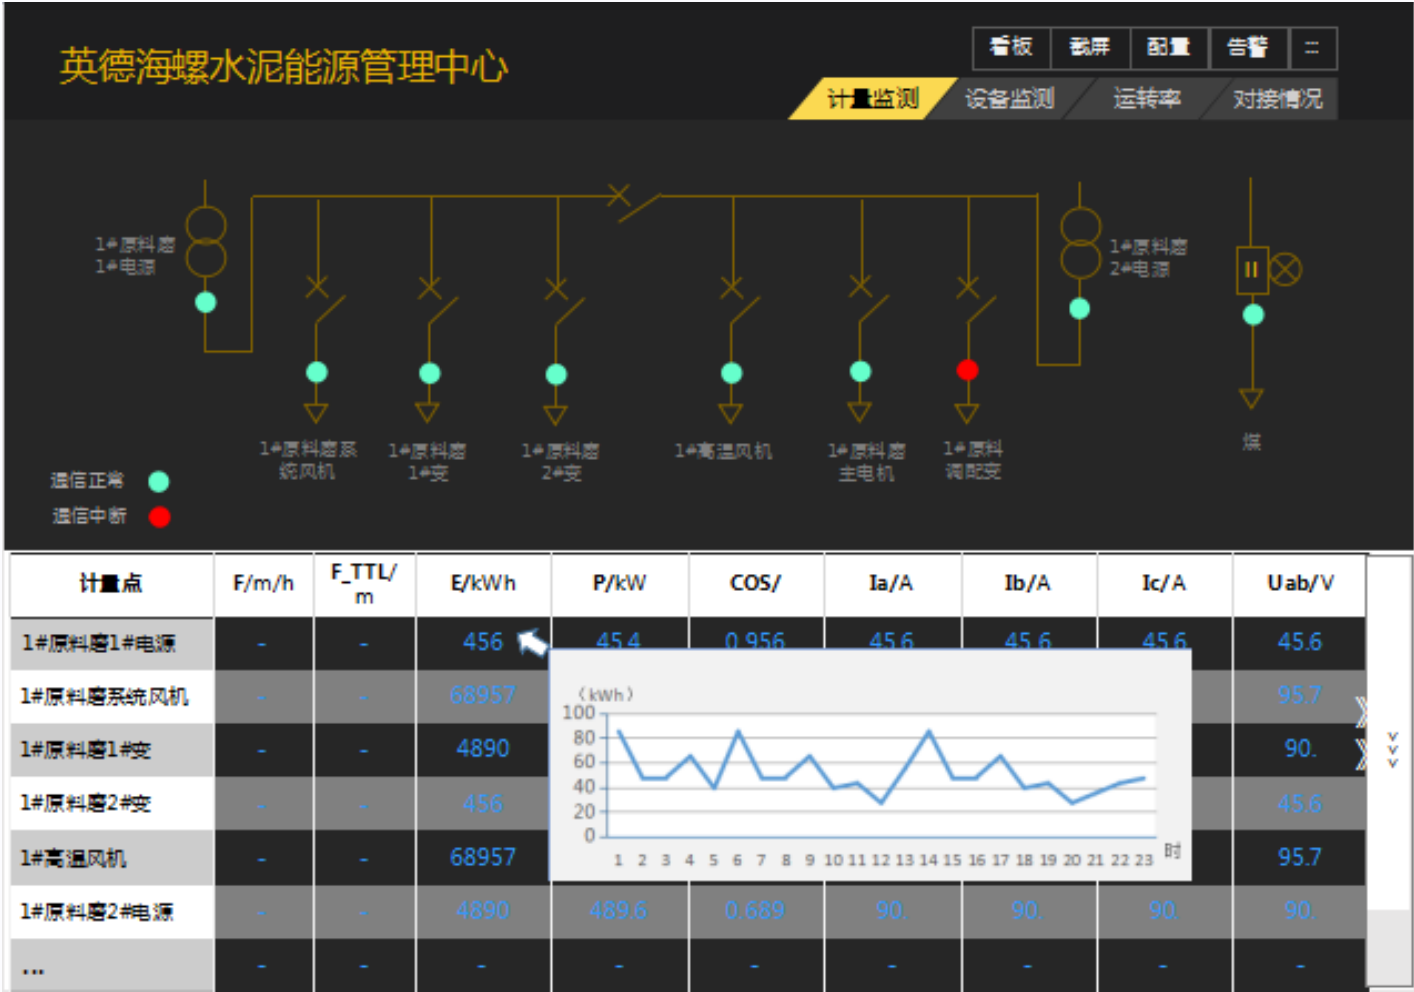 英德海螺水泥能源管理中心
看板 截屏 配置 告警 :::
计量监测 设备监测 运转率 对接情况
1#原料磨
1#电源
1#原料磨
2#电源
1#原料磨系
统风机
1#原料磨
1#变
1#原料磨
2#变
1#高温风机
1#原料磨
主电机
1#原料
调配变
煤
通信正常
通信中断
计量点 F/m/h F_TTL/
m E/kWh P/kW COS/ Ia/A Ib/A Ic/A Uab/V
1#原料磨1#电源 - - 456 45.4 0.956 45.6 45.6 45.6 45.6
1#原料磨系统风机 - - 68957 95.7
1#原料磨1#变 - - 4890 90.
1#原料磨2#变 - - 456 45.6
1#高温风机 - - 68957 95.7
1#原料磨2#电源 - - 4890 489.6 0.689 90. 90. 90. 90.
... - - - - - - - - -
（kWh）
100
80
60
40
20
0
1 2 3 4 5 6 7 8 9 10 11 12 13 14 15 16 17 18 19 20 21 22 23 时